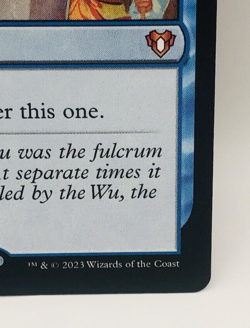 er this one.
u was the fulcrum
t separate times it
led by the Wu, the
™ & © 2023 Wizards of the Coast